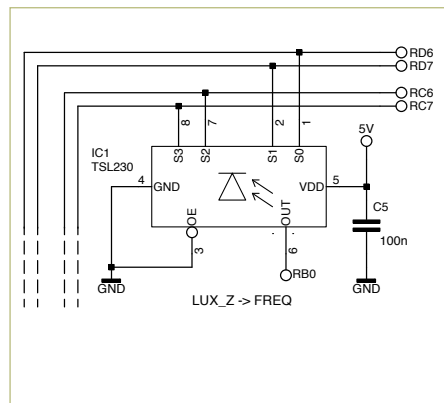 RD6
RD7
RC6
RC7
8
7
2
1
5V
IC1
TSL230
S3
S2
S1
S0
4
GND
VDD
5
C5
OE
OUT
100n
3
6
GND
RB0
GND
LUX_Z -> FREQ